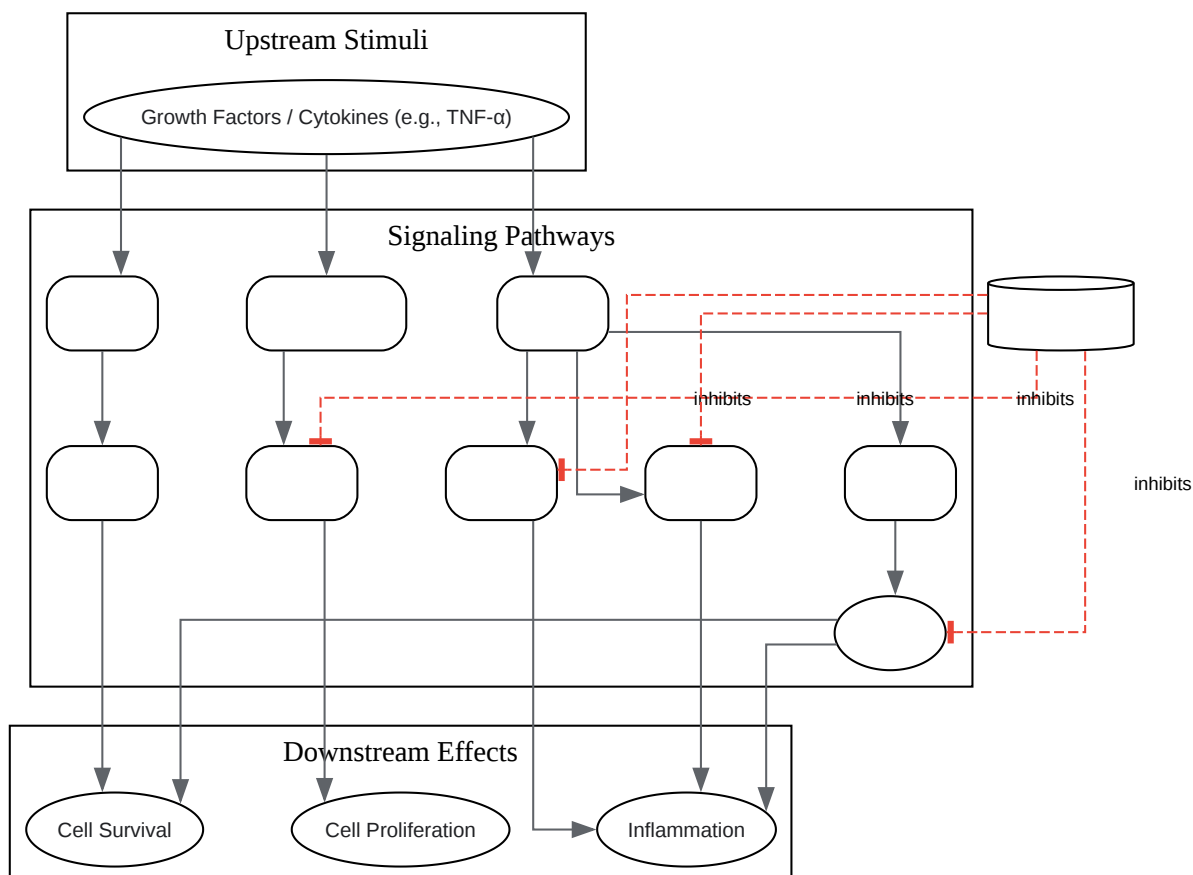 Upstream Stimuli
Growth Factors / Cytokines (e.g., TNF-α)
Signaling Pathways
inhibits
inhibits
inhibits
inhibits
Downstream Effects
Cell Survival
Cell Proliferation
Inflammation